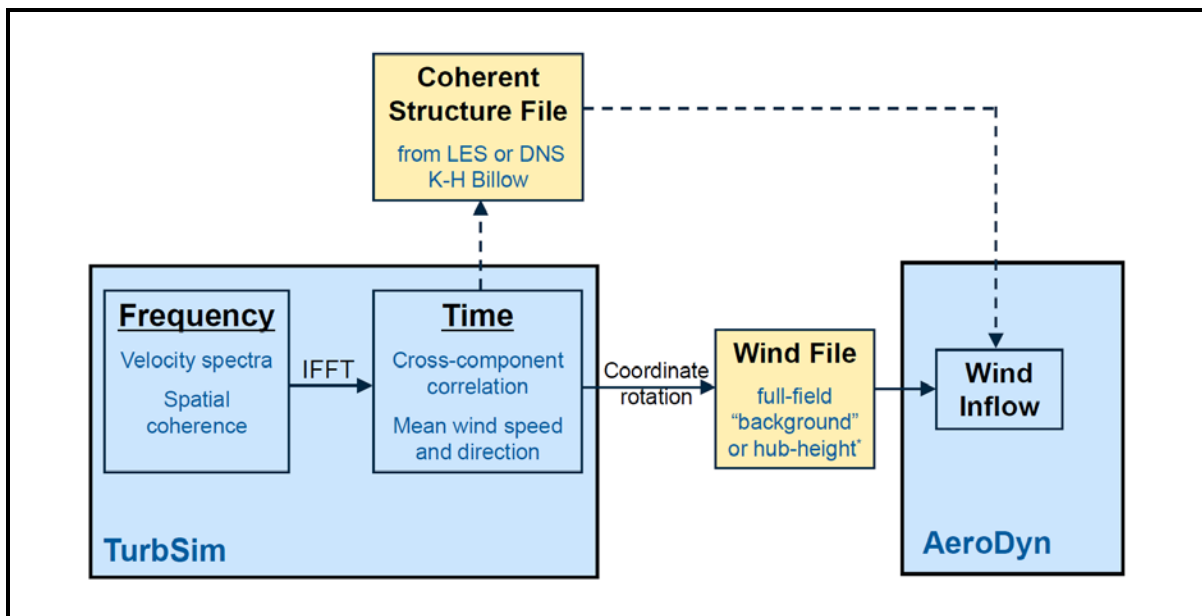 Coherent
Structure File
from LES or DNS
K-H Billow
Frequency
Velocity spectra
Spatial
coherence
IFFT
Time
Cross-component
correlation
Mean wind speed
and direction
Coordinate
rotation
Wind File
full-field
“background”
or hub-height*
Wind
Inflow
TurbSim
AeroDyn